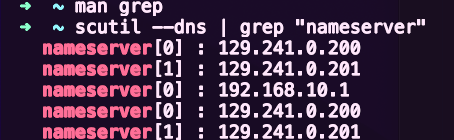 ➜ ~ man grep
➜ ~ scutil --dns | grep "nameserver"
nameserver[0] : 129.241.0.200
nameserver[1] : 129.241.0.201
nameserver[0] : 192.168.10.1
nameserver[0] : 129.241.0.200
nameserver[1] : 129.241.0.201